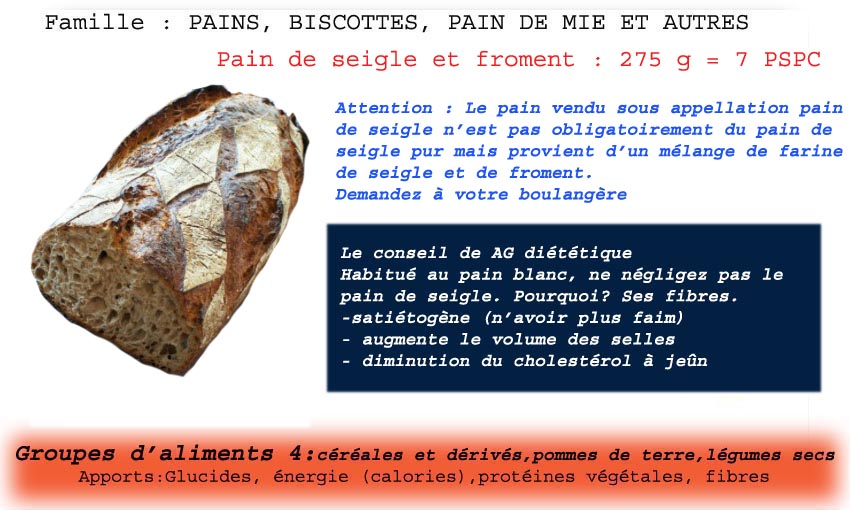 Famille : PAINS, BISCOTTES, PAIN DE MIE ET AUTRES
Pain de seigle et froment : 275 g = 7 PSPC
Attention : Le pain vendu sous appellation pain
de seigle n’est pas obligatoirement du pain de
seigle pur mais provient d’un mélange de farine
de seigle et de froment.
Demandez à votre boulangère
Le conseil de AG diététique
Habitué au pain blanc, ne négligez pas le
pain de seigle. Pourquoi? Ses fibres.
-satiétogène (n’avoir plus faim)
- augmente le volume des selles
- diminution du cholestérol à jeûn
Groupes d’aliments 4:céréales et dérivés,pommes de terre,légumes secs
Apports:Glucides, énergie (calories),protéines végétales, fibres